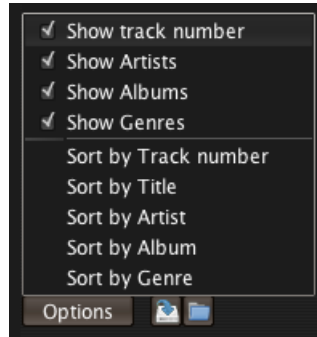 Show track number
Show Artists
Show Albums
Show Genres
Sort by Track number
Sort by Title
Sort by Artist
Sort by Album
Sort by Genre
Options